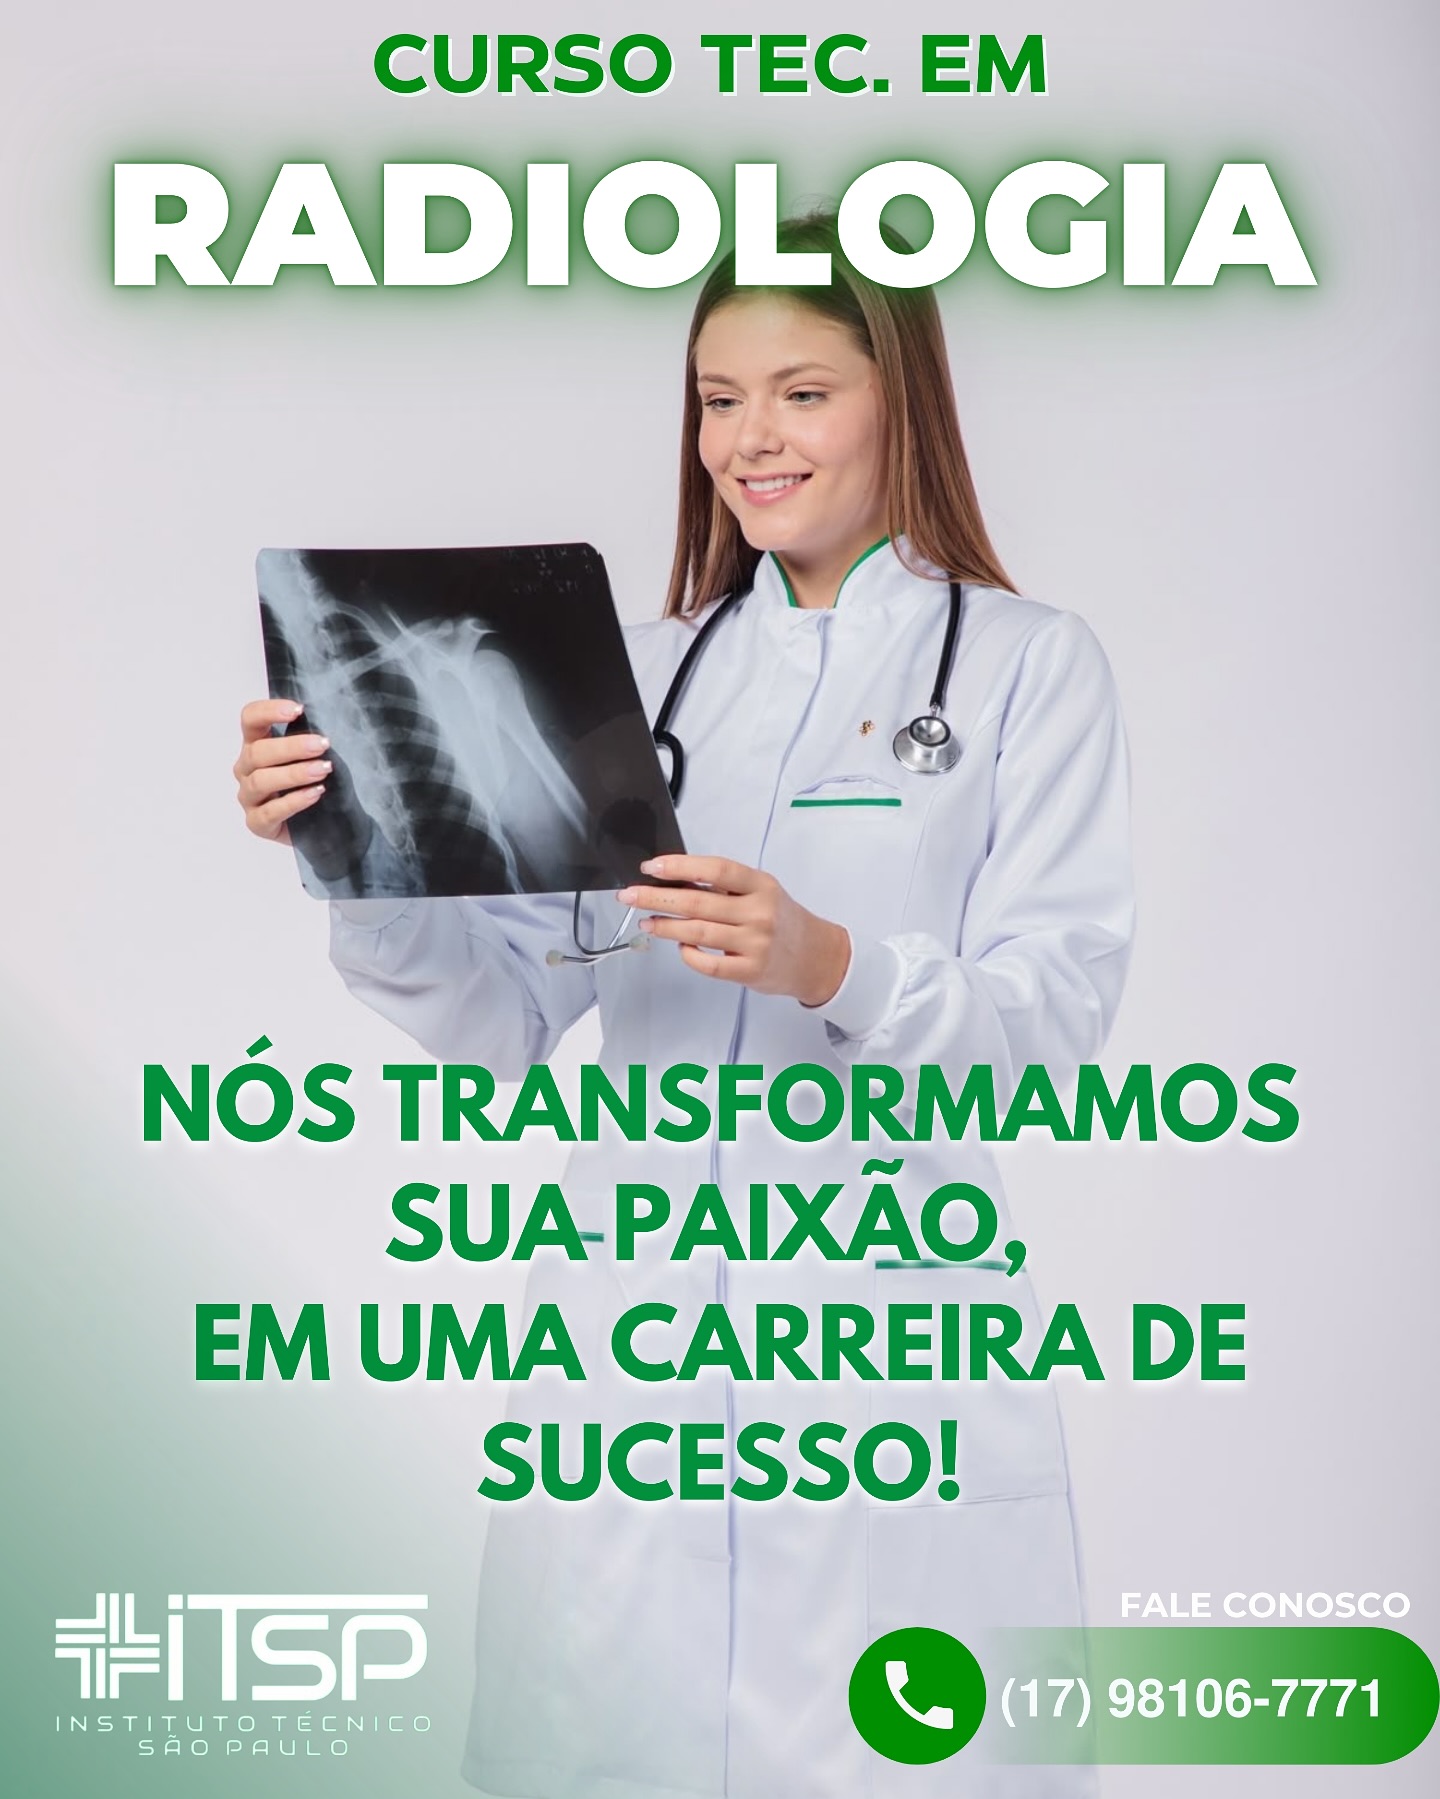 CURSO TEC. EM
RADIOLOGIA
NÓS TRANSFORMAMOS
SUA PAIXÃO,
EM UMA CARREIRA DE
SUCESSO!
iTSP
INSTITUTO TÉCNICO
SÃO PAULO
FALE CONOSCO
(17) 98106-7771